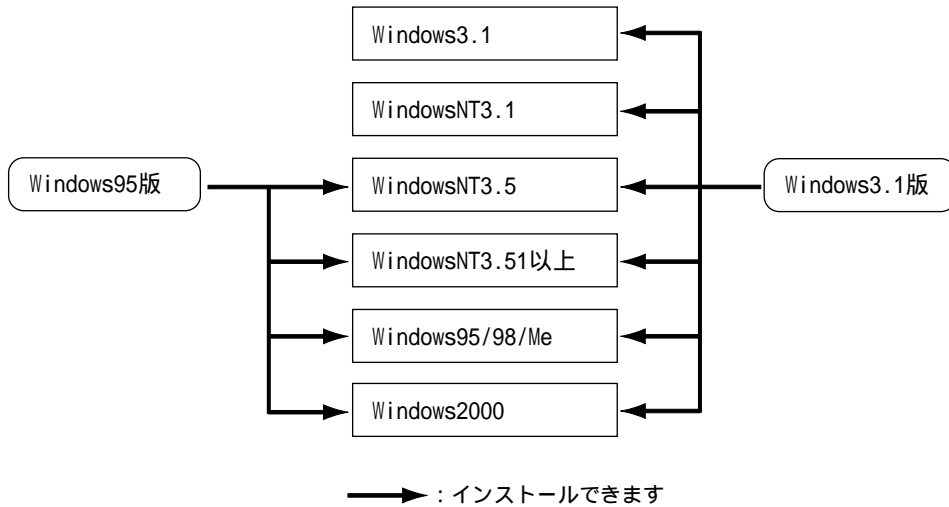 Windows3.1
WindowsNT3.1
Windows95版
WindowsNT3.5
Windows3.1版
WindowsNT3.51以上
Windows95/98/Me
Windows2000
：インストールできます